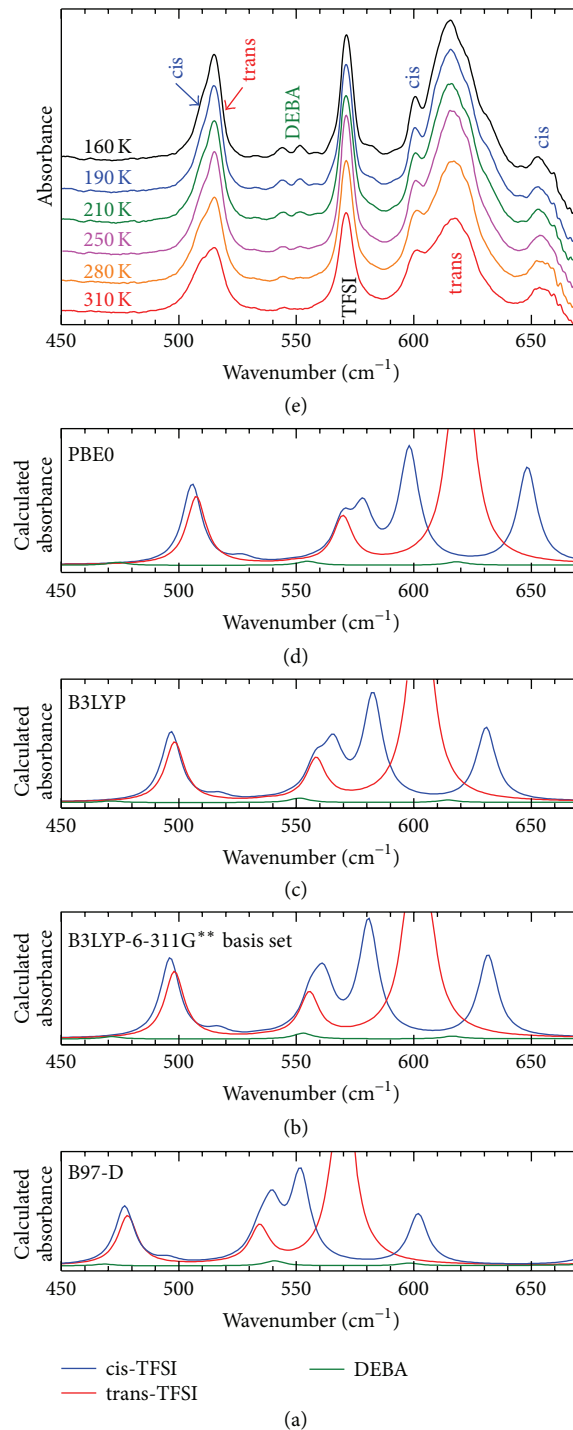 cis
trans
DEBA
cis
cis
160 K
190 K
210 K
250 K
280 K
310 K
TFSI
trans
Absorbance
450 500 550 600 650
Wavenumber (cm⁻¹)
(e)
PBE0
Calculated
absorbance
450 500 550 600 650
Wavenumber (cm⁻¹)
(d)
B3LYP
Calculated
absorbance
450 500 550 600 650
Wavenumber (cm⁻¹)
(c)
B3LYP-6-311G** basis set
Calculated
absorbance
450 500 550 600 650
Wavenumber (cm⁻¹)
(b)
B97-D
Calculated
absorbance
450 500 550 600 650
Wavenumber (cm⁻¹)
cis-TFSI DEBA
trans-TFSI
(a)